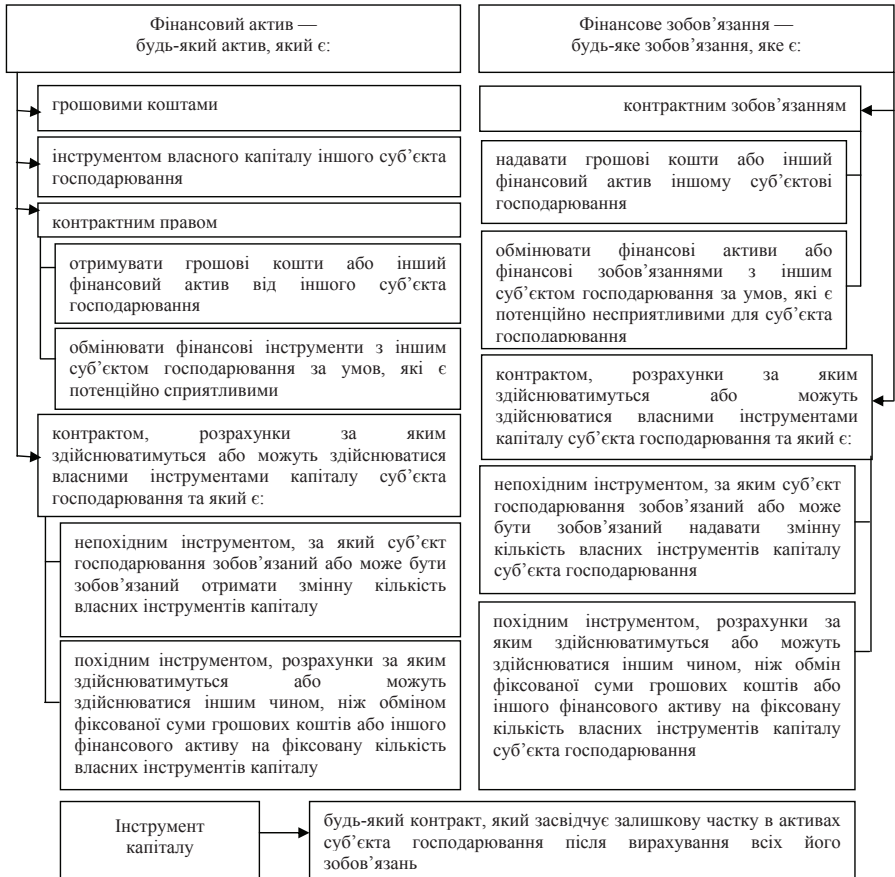 Фінансовий актив —
будь-який актив, який є:
грошовими коштами
інструментом власного капіталу іншого суб’єкта
господарювання
контрактним правом
отримувати грошові кошти або інший
фінансовий актив від іншого суб’єкта
господарювання
обмінювати фінансові інструменти з іншим
суб’єктом господарювання за умов, які є
потенційно сприятливими
контрактом, розрахунки за яким
здійснюватимуться або можуть здійснюватися
власними інструментами капіталу суб’єкта
господарювання та який є:
непохідним інструментом, за який суб’єкт
господарювання зобов’язаний або може бути
зобов’язаний отримати змінну кількість
власних інструментів капіталу
похідним інструментом, розрахунки за яким
здійснюватимуться або можуть
здійснюватися іншим чином, ніж обміном
фіксованої суми грошових коштів або іншого
фінансового активу на фіксовану кількість
власних інструментів капіталу
Фінансове зобов’язання —
будь-яке зобов’язання, яке є:
контрактним зобов’язанням
надавати грошові кошти або інший
фінансовий актив іншому суб’єктові
господарювання
обмінювати фінансові активи або
фінансові зобов’язаннями з іншим
суб’єктом господарювання за умов, які є
потенційно несприятливими для суб’єкта
господарювання
контрактом, розрахунки за яким
здійснюватимуться або можуть
здійснюватися власними інструментами
капіталу суб’єкта господарювання та який є:
непохідним інструментом, за яким суб’єкт
господарювання зобов’язаний або може
бути зобов’язаний надавати змінну
кількість власних інструментів капіталу
суб’єкта господарювання
похідним інструментом, розрахунки за
яким здійснюватимуться або можуть
здійснюватися іншим чином, ніж обмін
фіксованої суми грошових коштів або
іншого фінансового активу на фіксовану
кількість власних інструментів капіталу
суб’єкта господарювання
Інструмент
капіталу
будь-який контракт, який засвідчує залишкову частку в активах
суб’єкта господарювання після вирахування всіх його
зобов’язань